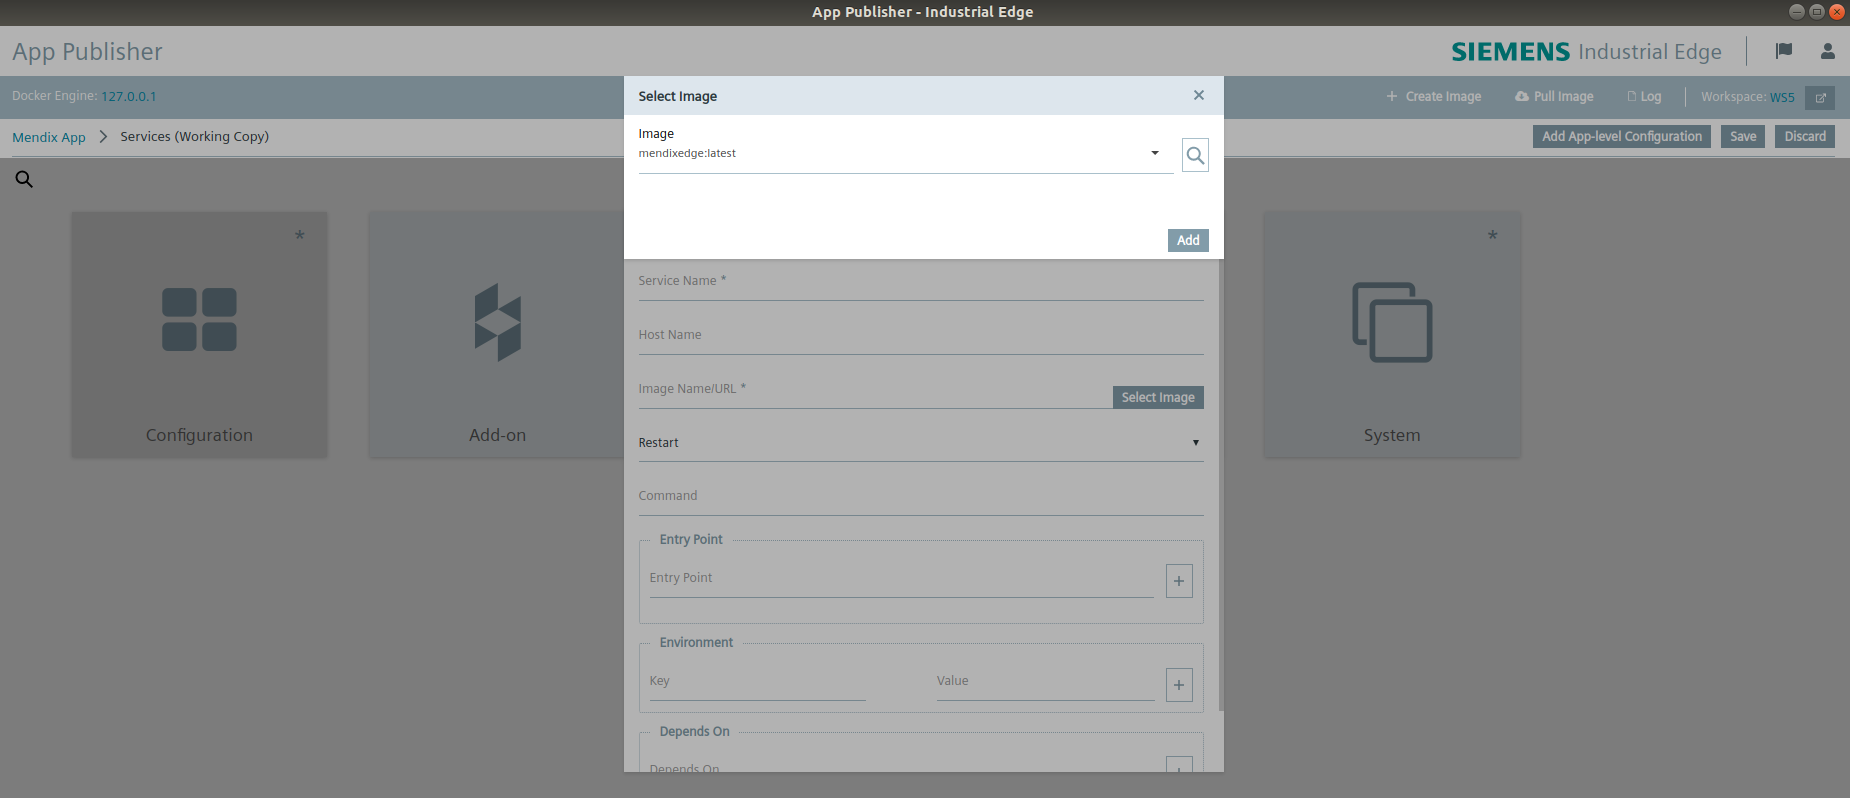 App Publisher - Industrial Edge
App Publisher
SIEMENS Industrial Edge
Docker Engine: 127.0.0.1
Create Image
Pull Image
Log
Workspace: WS5
Mendix App
Services (Working Copy)
Add App-level Configuration
Save
Discard
Select Image
Image
mendixedge:latest
Add
*
Configuration
Add-on
*
System
Service Name *
Host Name
Image Name/URL *
Select Image
Restart
Command
Entry Point
Entry Point
Environment
Key
Value
Depends On
Depends On